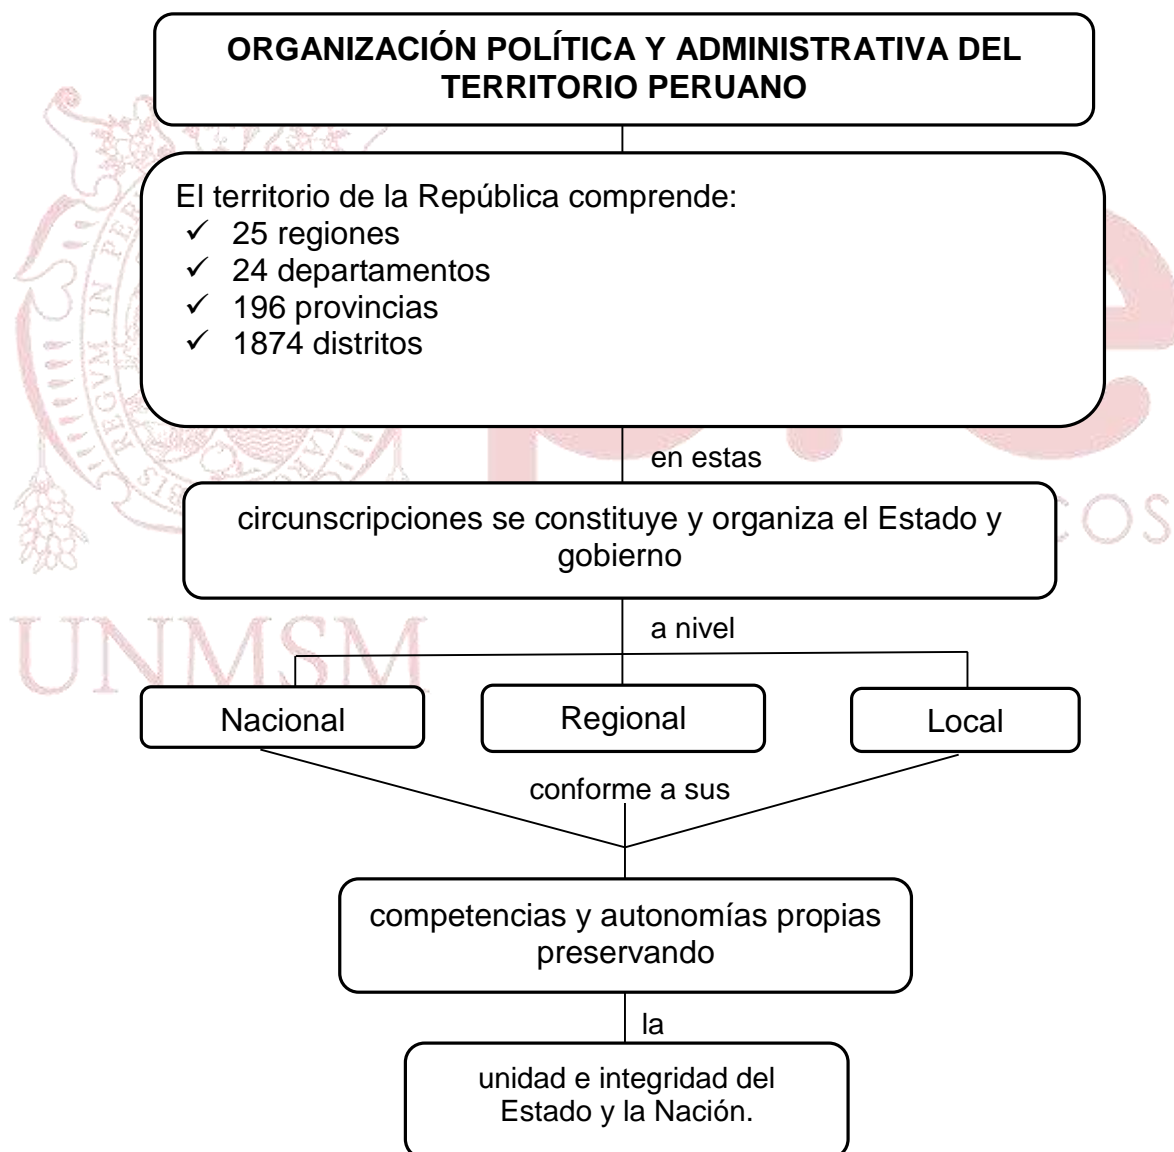 ORGANIZACIÓN POLÍTICA Y ADMINISTRATIVA DEL
TERRITORIO PERUANO
El territorio de la República comprende:
✓ 25 regiones
✓ 24 departamentos
✓ 196 provincias
✓ 1874 distritos
en estas
circunscripciones se constituye y organiza el Estado y
gobierno
a nivel
Nacional
Regional
Local
conforme a sus
competencias y autonomías propias
preservando
la
unidad e integridad del
Estado y la Nación.
UNMSM